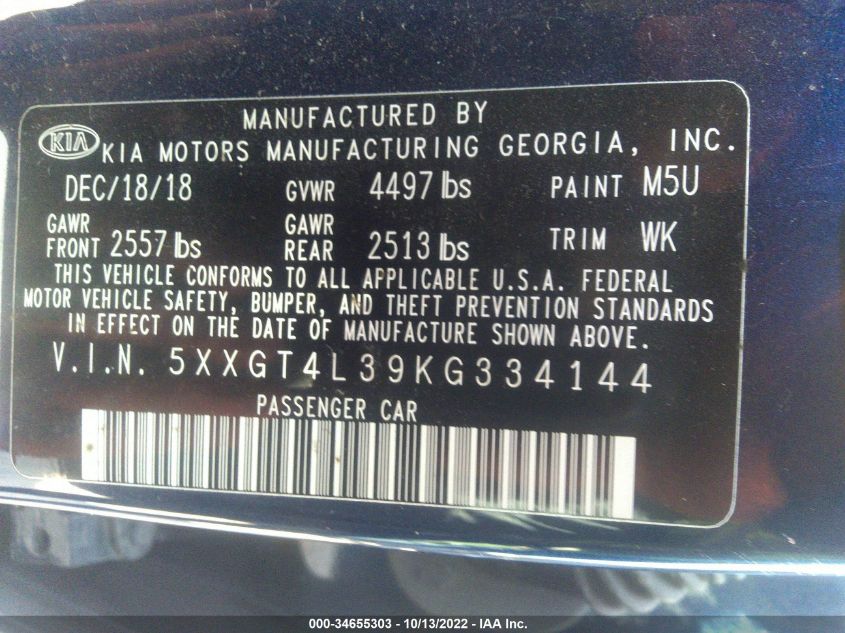 MANUFACTURED BY
KIA KIA MOTORS MANUFACTURING GEORGIA, INC.
DEC/18/18 GVWR 4497 lbs PAINT M5U
GAWR FRONT 2557 lbs GAWR REAR 2513 lbs TRIM WK
THIS VEHICLE CONFORMS TO ALL APPLICABLE U.S.A. FEDERAL
MOTOR VEHICLE SAFETY, BUMPER, AND THEFT PREVENTION STANDARDS
IN EFFECT ON THE DATE OF MANUFACTURE SHOWN ABOVE.
V.I.N. 5XXGT4L39KG334144
PASSENGER CAR
000-34655303 - 10/13/2022 - IAA Inc.